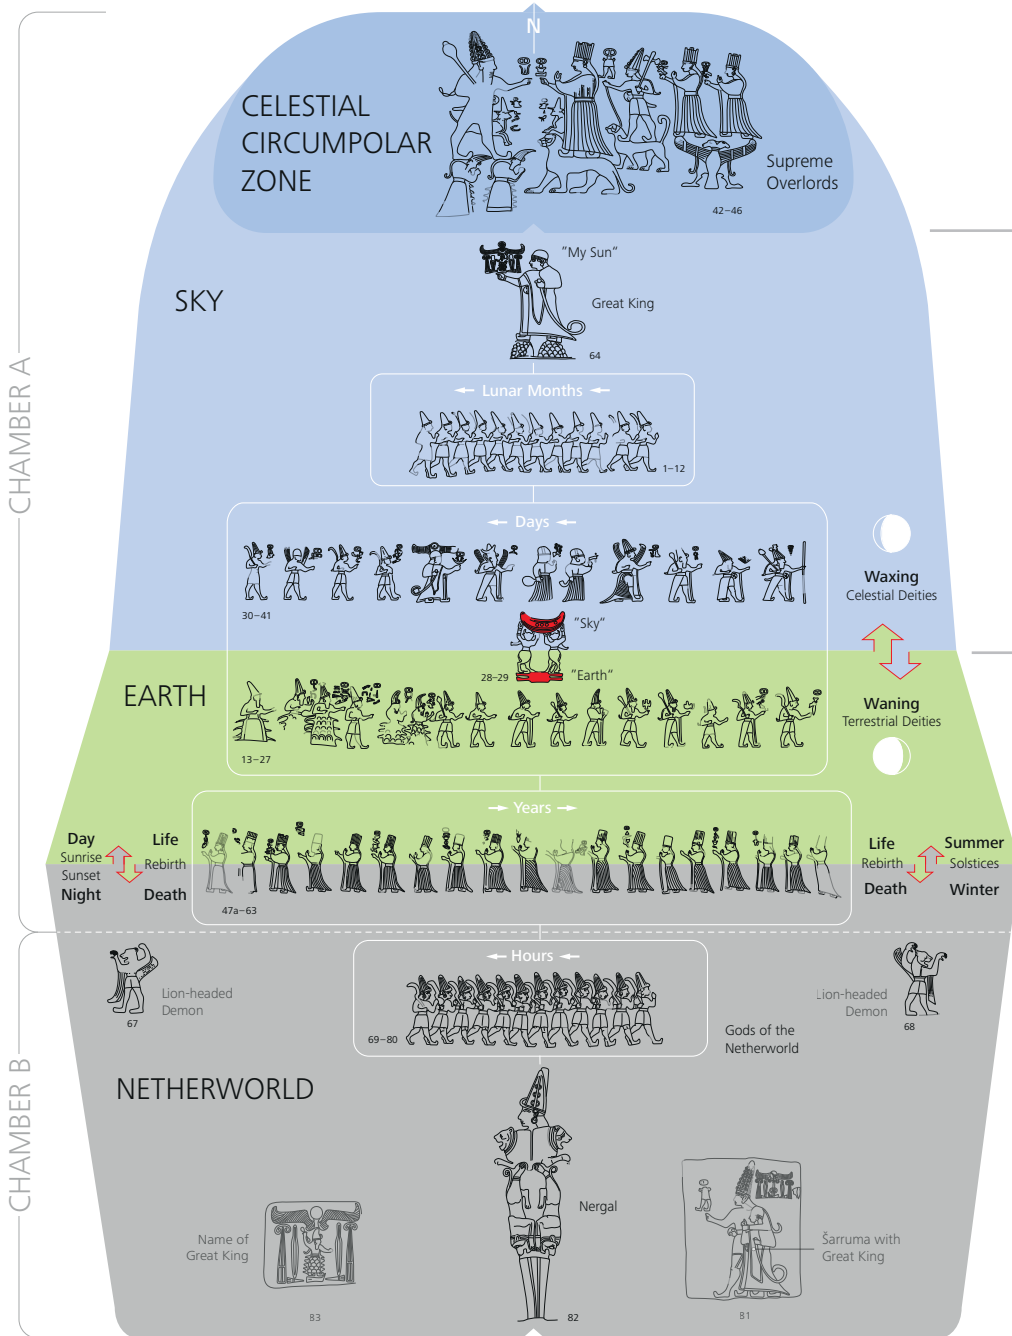 N
CELESTIAL
CIRCUMPOLAR
ZONE
Supreme
Overlords
42–46
"My Sun"
SKY
Great King
64
CHAMBER A
Lunar Months
1–12
Days
30–41
Waxing
Celestial Deities
"Sky"
28–29
"Earth"
EARTH
Waning
Terrestrial Deities
13–27
Years
Day
Sunrise
Sunset
Night
Life
Rebirth
Death
47a–63
Life
Rebirth
Death
Summer
Solstices
Winter
Hours
Lion-headed
Demon
67
69–80
Gods of the
Netherworld
Lion-headed
Demon
68
CHAMBER B
NETHERWORLD
Name of
Great King
83
Nergal
82
Šarruma with
Great King
81